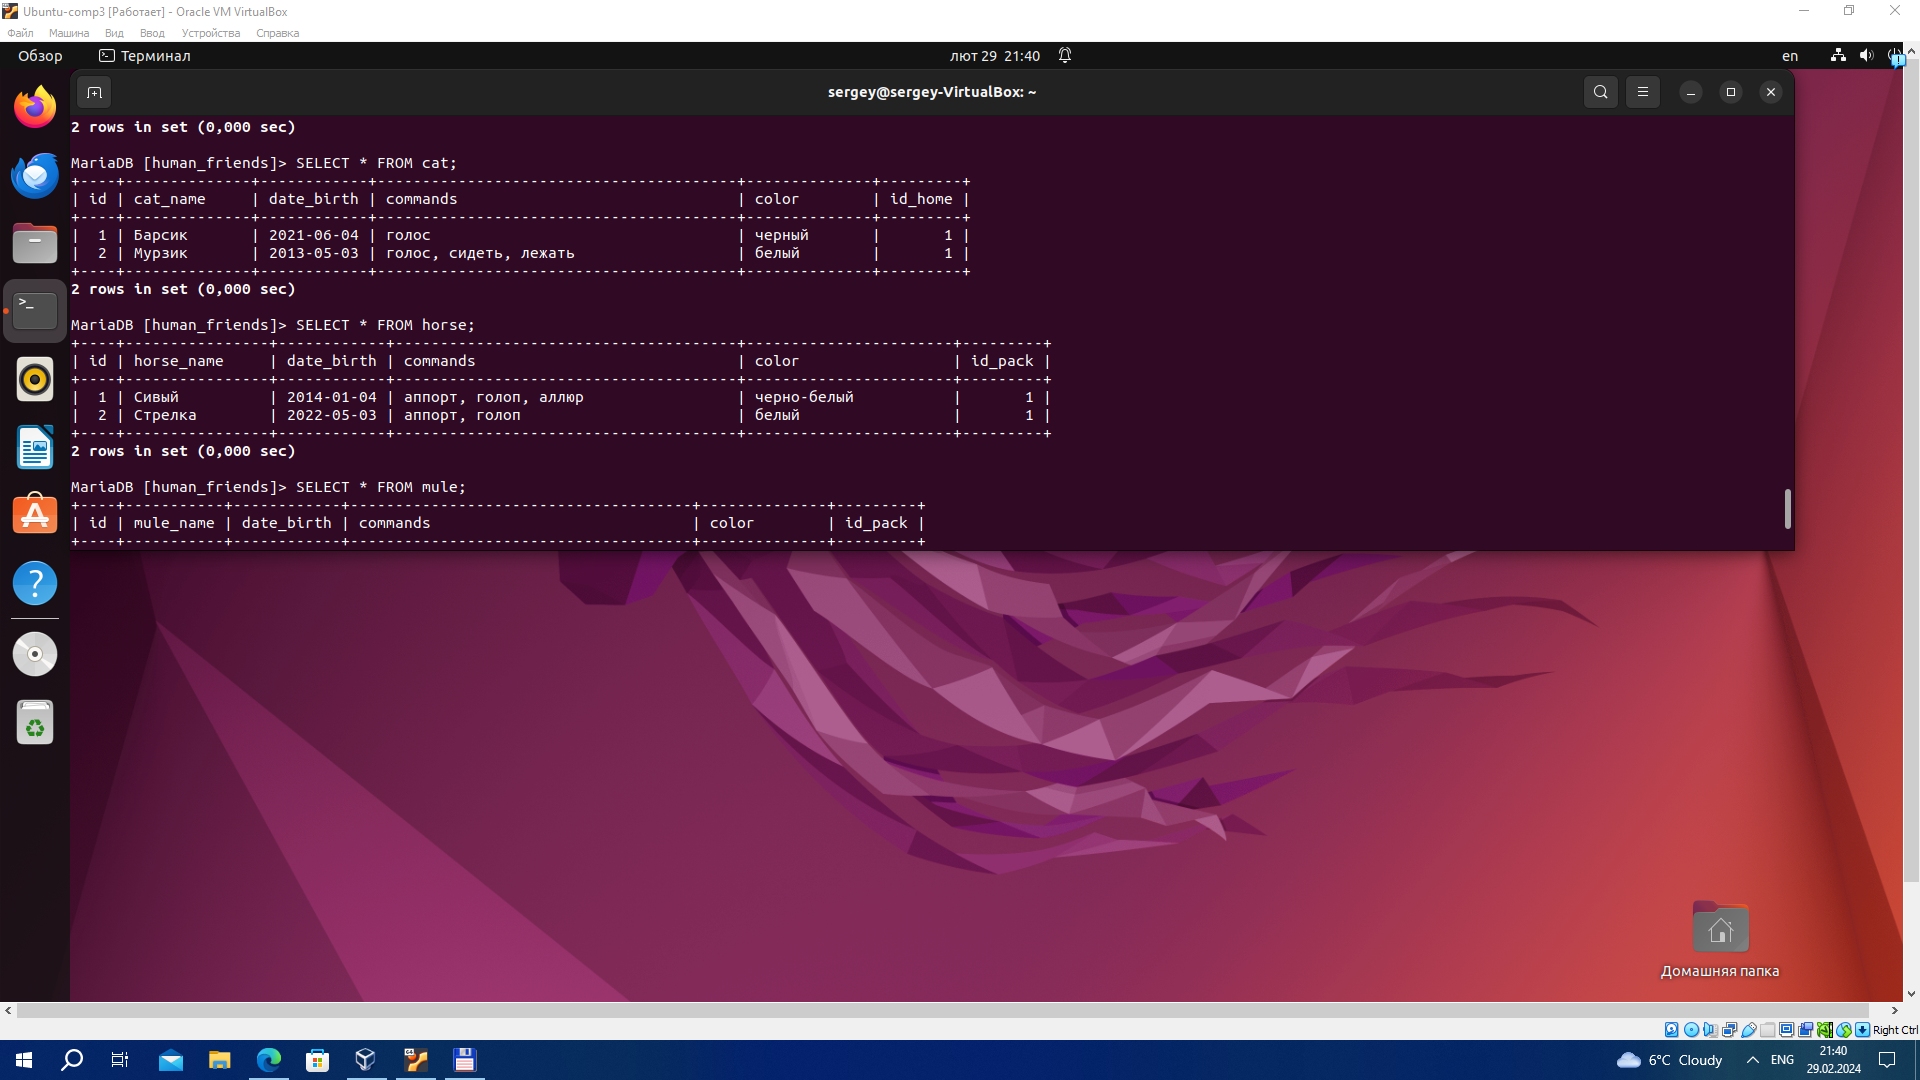 Ubuntu-comp3 [Работает] - Oracle VM VirtualBox
Файл Машина Вид Ввод Устройства Справка
Обзор Терминал лют 29 21:40 en
sergey@sergey-VirtualBox: ~
2 rows in set (0,000 sec)
MariaDB [human_friends]> SELECT * FROM cat;
+----+--------------+------------+----------------------------------------+--------------+---------+
| id | cat_name | date_birth | commands | color | id_home |
+----+--------------+------------+----------------------------------------+--------------+---------+
| 1 | Барсик | 2021-06-04 | голос | черный | 1 |
| 2 | Мурзик | 2013-05-03 | голос, сидеть, лежать | белый | 1 |
+----+--------------+------------+----------------------------------------+--------------+---------+
2 rows in set (0,000 sec)
MariaDB [human_friends]> SELECT * FROM horse;
+----+----------------+------------+--------------------------------------+-----------------------+---------+
| id | horse_name | date_birth | commands | color | id_pack |
+----+----------------+------------+--------------------------------------+-----------------------+---------+
| 1 | Сивый | 2014-01-04 | аппорт, голоп, аллюр | черно-белый | 1 |
| 2 | Стрелка | 2022-05-03 | аппорт, голоп | белый | 1 |
+----+----------------+------------+--------------------------------------+-----------------------+---------+
2 rows in set (0,000 sec)
MariaDB [human_friends]> SELECT * FROM mule;
+----+-----------+------------+--------------------------------------+--------------+---------+
| id | mule_name | date_birth | commands | color | id_pack |
+----+-----------+------------+--------------------------------------+--------------+---------+
Домашняя папка
Right Ctrl
6°C Cloudy ENG 21:40
29.02.2024